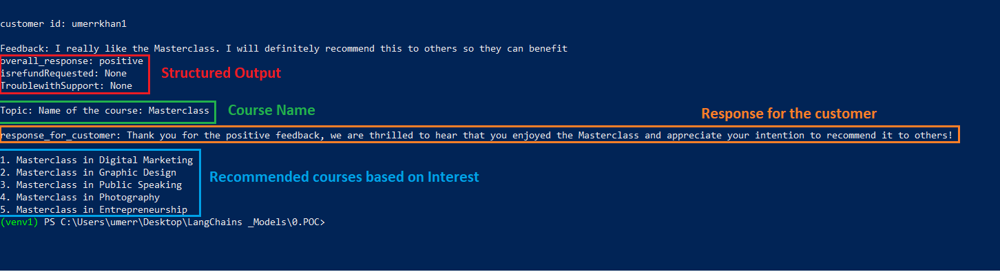 customer id: umerrkhan1
Feedback: I really like the Masterclass. I will definitely recommend this to others so they can benefit
overall_response: positive
isrefundRequested: None
TroublewithSupport: None
Structured Output
Topic: Name of the course: Masterclass
Course Name
Response for the customer
response_for_customer: Thank you for the positive feedback, we are thrilled to hear that you enjoyed the Masterclass and appreciate your intention to recommend it to others!
1. Masterclass in Digital Marketing
2. Masterclass in Graphic Design
3. Masterclass in Public Speaking
4. Masterclass in Photography
5. Masterclass in Entrepreneurship
Recommended courses based on Interest
(venv1) PS C:\Users\umerr\Desktop\LangChains _Models\0.POC>